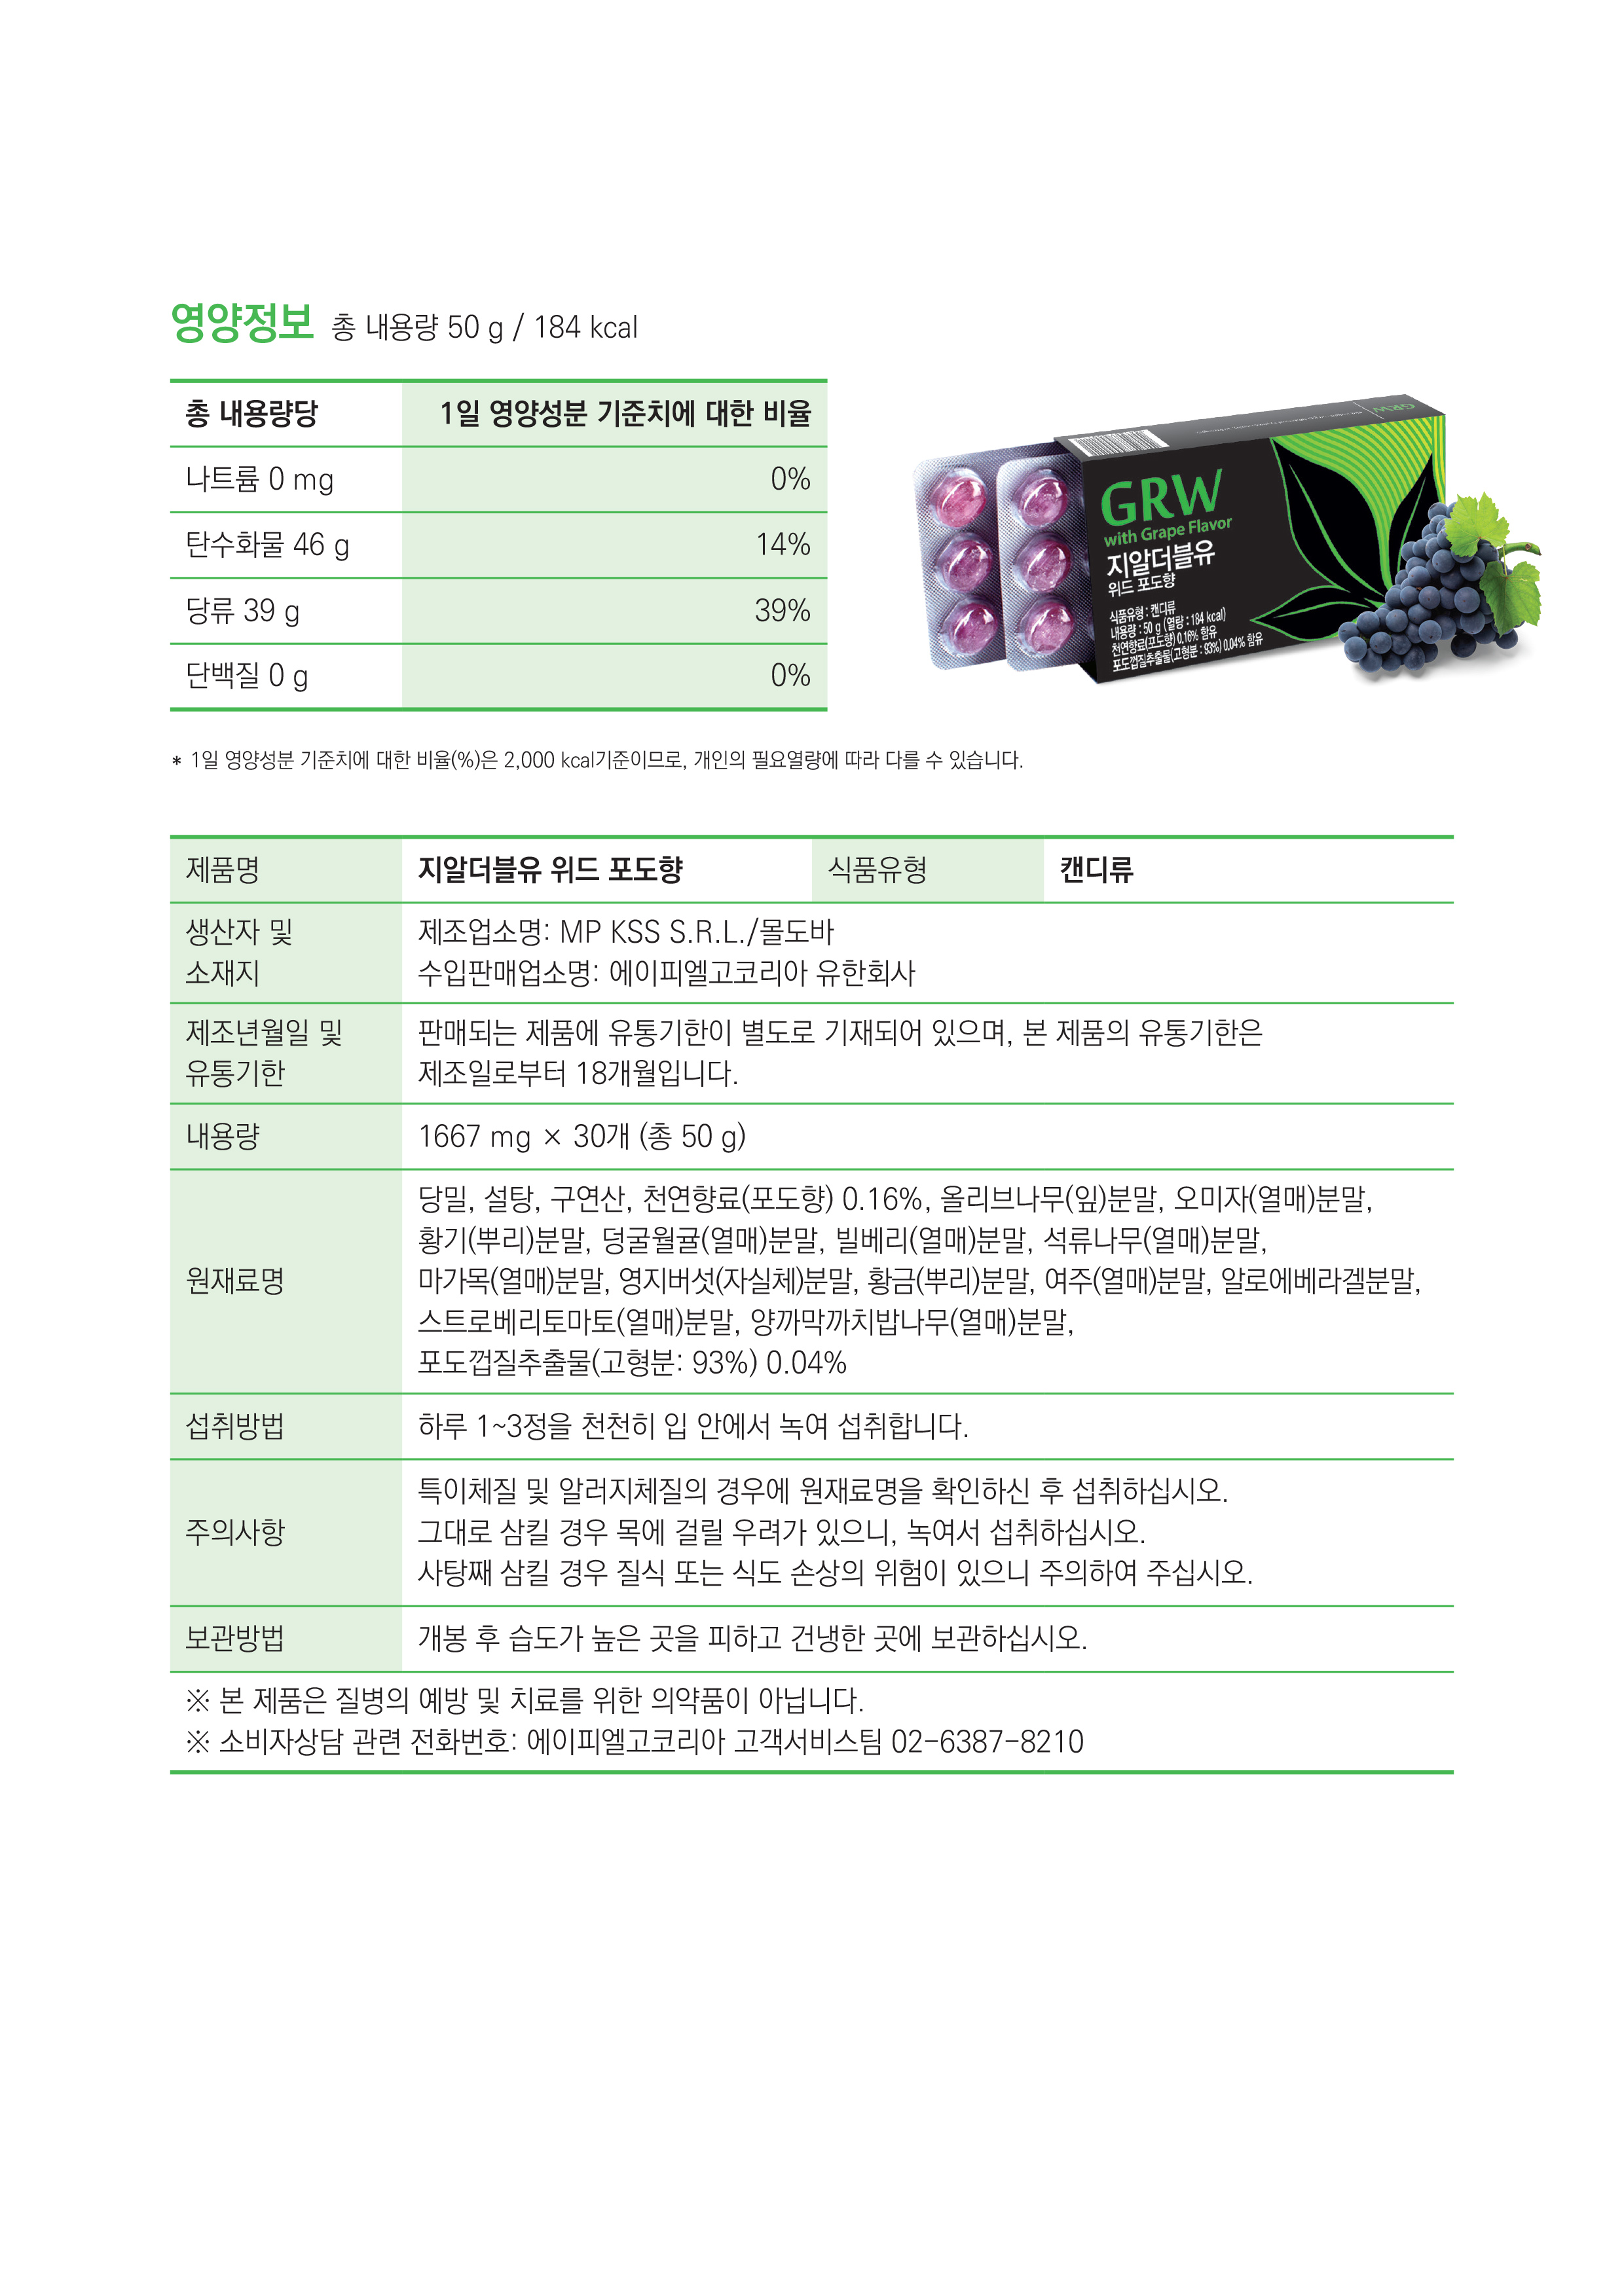 영양정보 총 내용량 50 g / 184 kcal
총 내용량당 1일 영양성분 기준치에 대한 비율
나트륨 0 mg 0%
탄수화물 46 g 14%
당류 39 g 39%
단백질 0 g 0%
GRW
GRW
with Grape Flavor
지알더블유
위드 포도향
식품유형 : 캔디류
내용량 : 50 g (열량 : 184 kcal)
천연향료(포도향) 0.16% 함유
포도껍질추출물(고형분 : 93%) 0.04% 함유
* 1일 영양성분 기준치에 대한 비율(%)은 2,000 kcal기준이므로, 개인의 필요열량에 따라 다를 수 있습니다.
제품명 지알더블유 위드 포도향 식품유형 캔디류
생산자 및
소재지
제조업소명: MP KSS S.R.L./몰도바
수입판매업소명: 에이피엘고코리아 유한회사
제조년월일 및
유통기한
판매되는 제품에 유통기한이 별도로 기재되어 있으며, 본 제품의 유통기한은
제조일로부터 18개월입니다.
내용량 1667 mg × 30개 (총 50 g)
원재료명
당밀, 설탕, 구연산, 천연향료(포도향) 0.16%, 올리브나무(잎)분말, 오미자(열매)분말,
황기(뿌리)분말, 덩굴월귤(열매)분말, 빌베리(열매)분말, 석류나무(열매)분말,
마가목(열매)분말, 영지버섯(자실체)분말, 황금(뿌리)분말, 여주(열매)분말, 알로에베라겔분말,
스트로베리토마토(열매)분말, 양까막까치밥나무(열매)분말,
포도껍질추출물(고형분: 93%) 0.04%
섭취방법 하루 1~3정을 천천히 입 안에서 녹여 섭취합니다.
주의사항
특이체질 및 알러지체질의 경우에 원재료명을 확인하신 후 섭취하십시오.
그대로 삼킬 경우 목에 걸릴 우려가 있으니, 녹여서 섭취하십시오.
사탕째 삼킬 경우 질식 또는 식도 손상의 위험이 있으니 주의하여 주십시오.
보관방법 개봉 후 습도가 높은 곳을 피하고 건냉한 곳에 보관하십시오.
※ 본 제품은 질병의 예방 및 치료를 위한 의약품이 아닙니다.
※ 소비자상담 관련 전화번호: 에이피엘고코리아 고객서비스팀 02-6387-8210